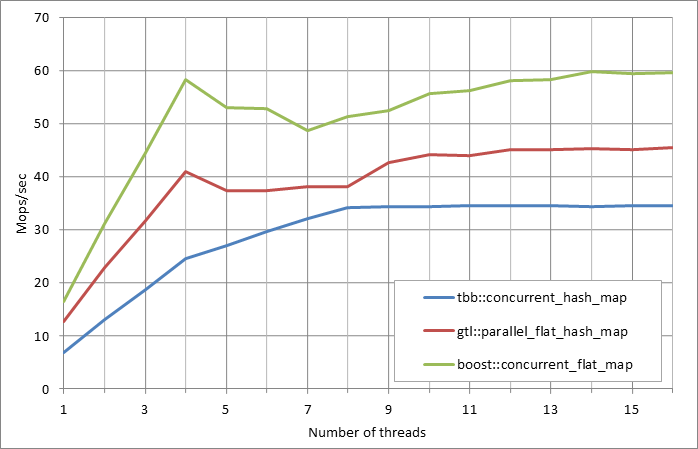 70
60
50
40
30
20
10
0
Mops/sec
tbb::concurrent_hash_map
gtl::parallel_flat_hash_map
boost::concurrent_flat_map
1 3 5 7 9 11 13 15
Number of threads